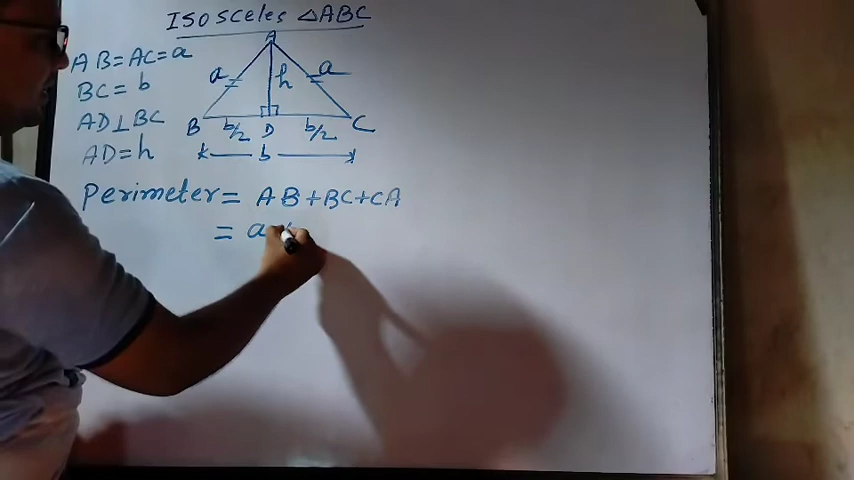 ISOSceles △ABC
AB=AC=a
BC=b
AD⊥BC
AD=h
A
a
h
a
B
b/2
D
b/2
C
b
Perimeter = AB+BC+CA
= a